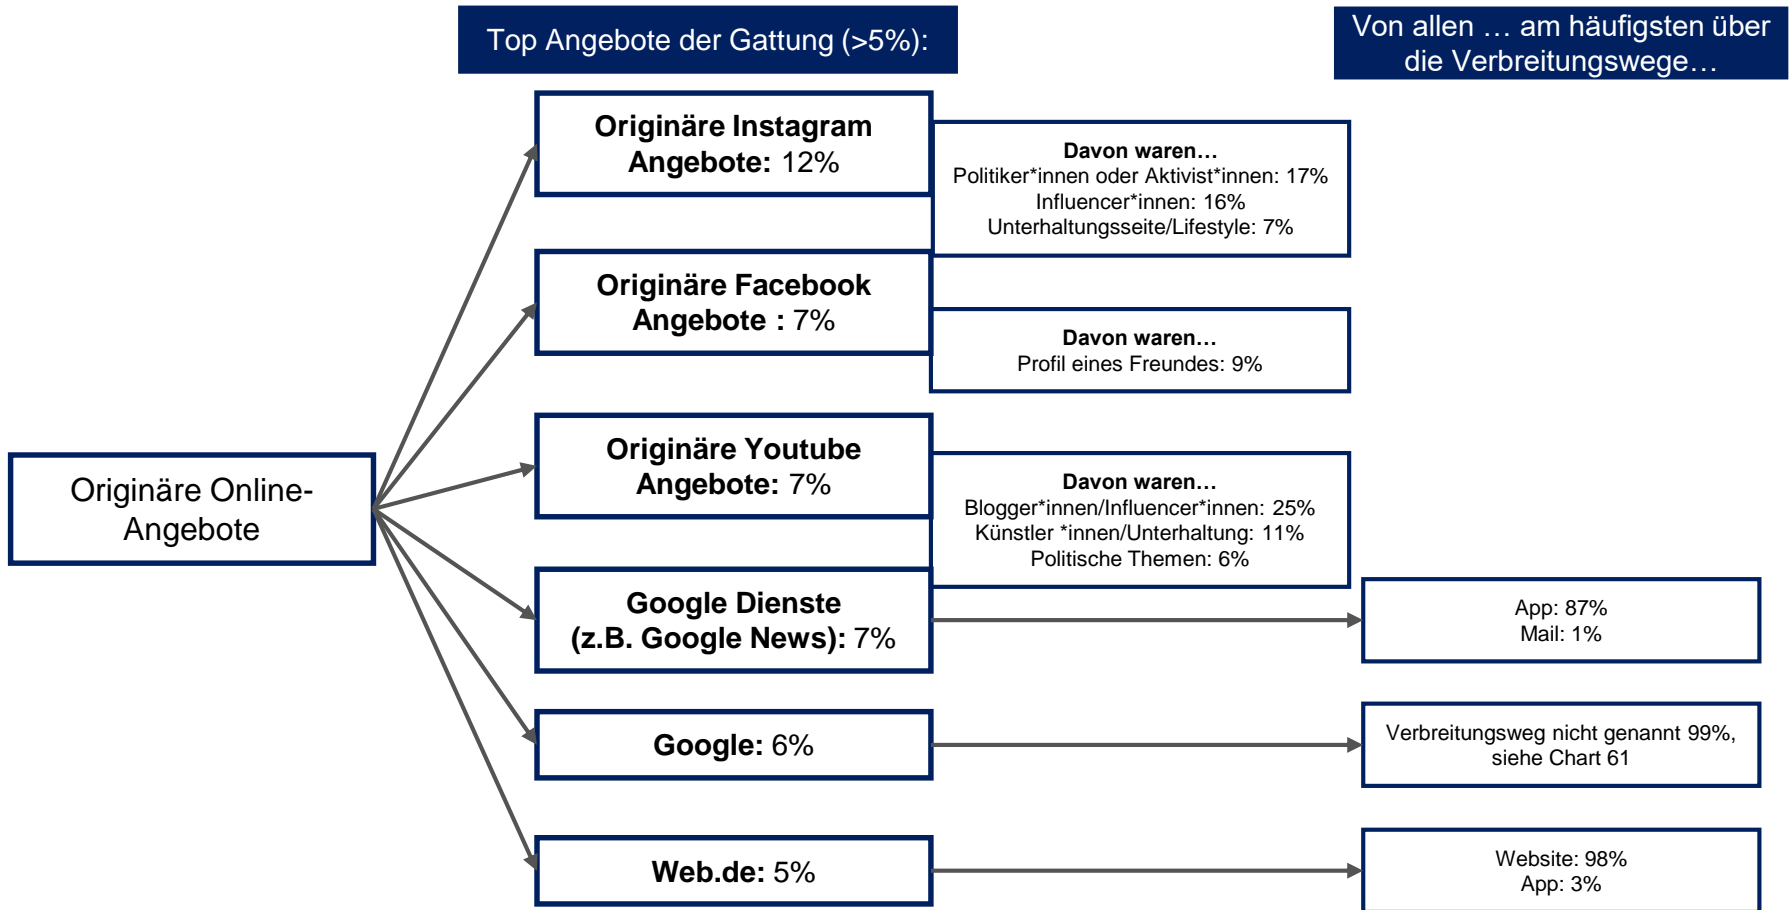 Top Angebote der Gattung (>5%):
Von allen … am häufigsten über
die Verbreitungswege…
Originäre Online-
Angebote
Originäre Instagram
Angebote: 12%
Davon waren…
Politiker*innen oder Aktivist*innen: 17%
Influencer*innen: 16%
Unterhaltungsseite/Lifestyle: 7%
Originäre Facebook
Angebote : 7%
Davon waren…
Profil eines Freundes: 9%
Originäre Youtube
Angebote: 7%
Davon waren…
Blogger*innen/Influencer*innen: 25%
Künstler *innen/Unterhaltung: 11%
Politische Themen: 6%
Google Dienste
(z.B. Google News): 7%
App: 87%
Mail: 1%
Google: 6%
Verbreitungsweg nicht genannt 99%,
siehe Chart 61
Web.de: 5%
Website: 98%
App: 3%